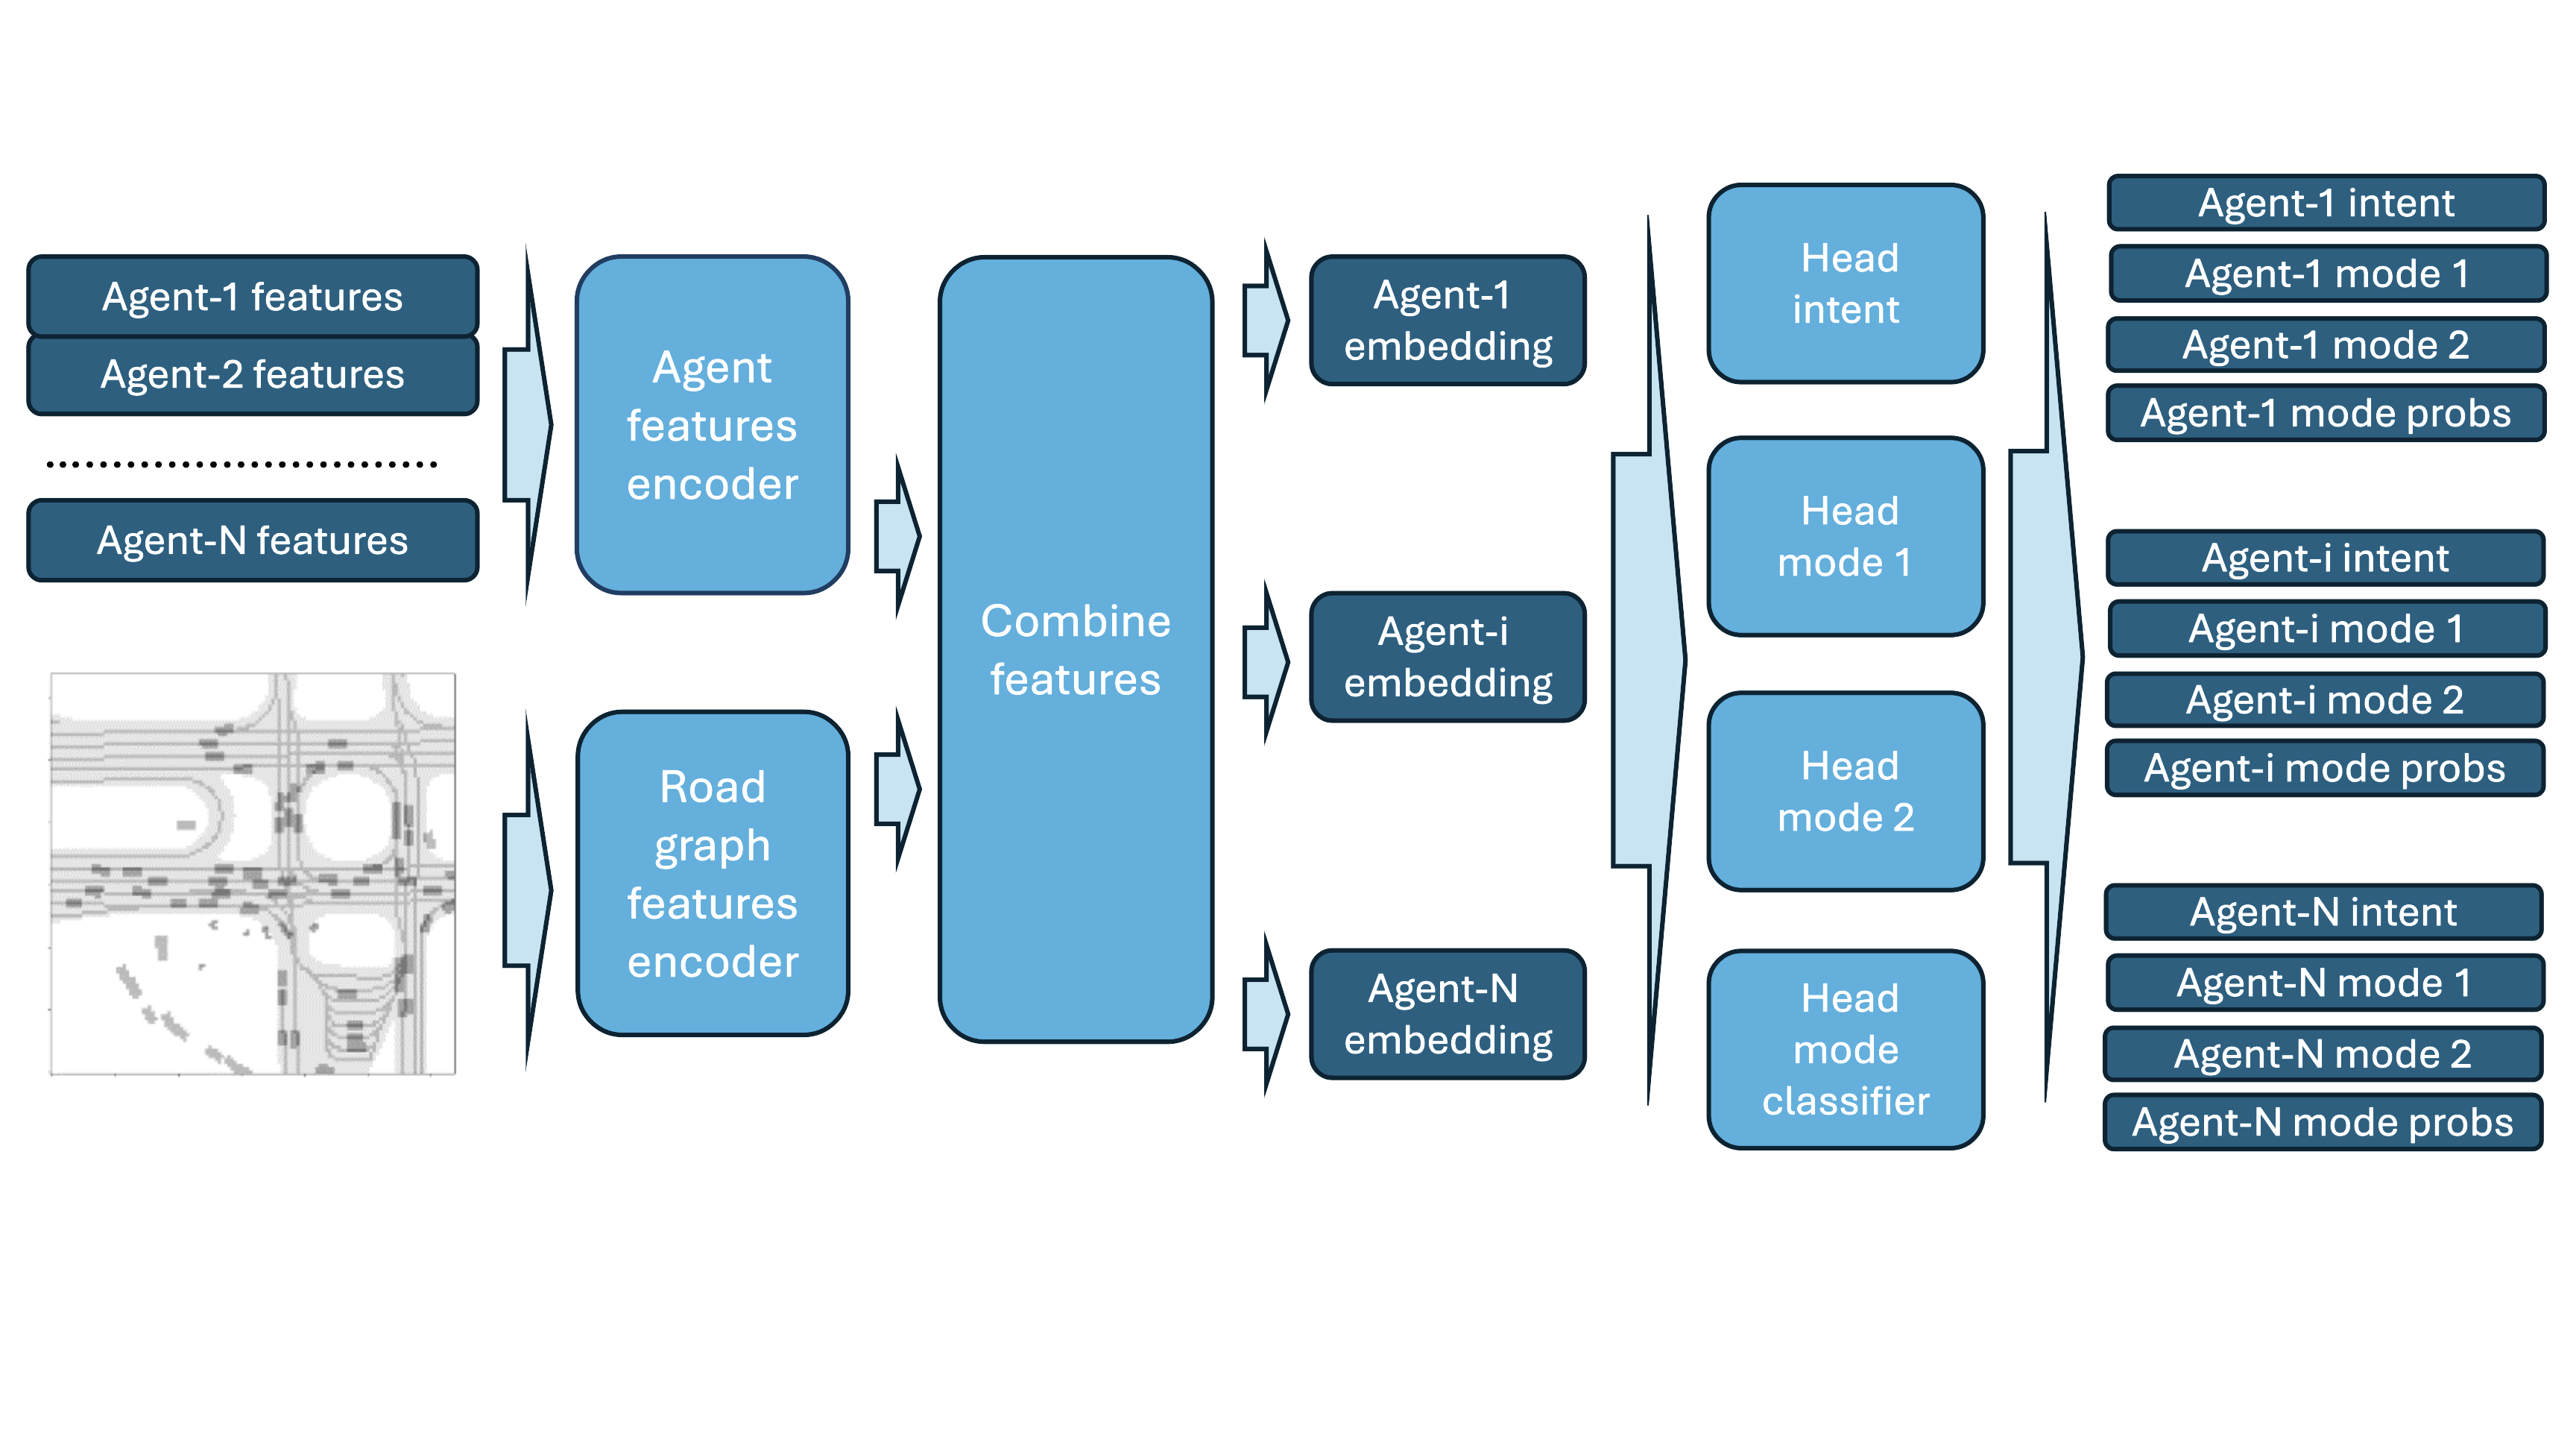 Agent-1 features
Agent-2 features
Agent-N features
Agent
features
encoder
Road
graph
features
encoder
Combine
features
Agent-1
embedding
Agent-i
embedding
Agent-N
embedding
Head
intent
Head
mode 1
Head
mode 2
Head
mode
classifier
Agent-1 intent
Agent-1 mode 1
Agent-1 mode 2
Agent-1 mode probs
Agent-i intent
Agent-i mode 1
Agent-i mode 2
Agent-i mode probs
Agent-N intent
Agent-N mode 1
Agent-N mode 2
Agent-N mode probs